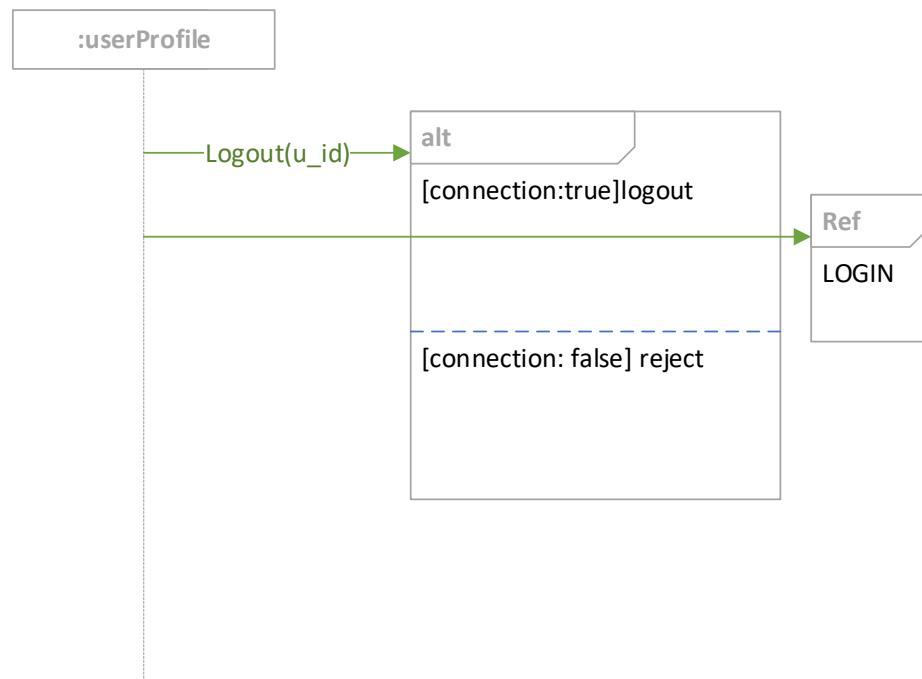 :userProfile
Logout(u_id)
alt
[connection:true]logout
Ref
LOGIN
[connection: false] reject